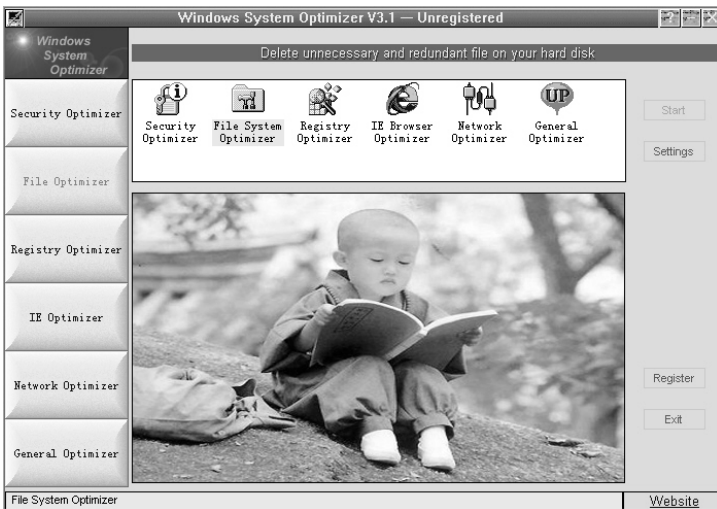 Windows System Optimizer V3.1 — Unregistered
Windows
System
Optimizer
Delete unnecessary and redundant file on your hard disk
Security Optimizer
File Optimizer
Registry Optimizer
IE Optimizer
Network Optimizer
General Optimizer
Security
Optimizer
File System
Optimizer
Registry
Optimizer
IE Browser
Optimizer
Network
Optimizer
UP
General
Optimizer
Start
Settings
Register
Exit
File System Optimizer
Website